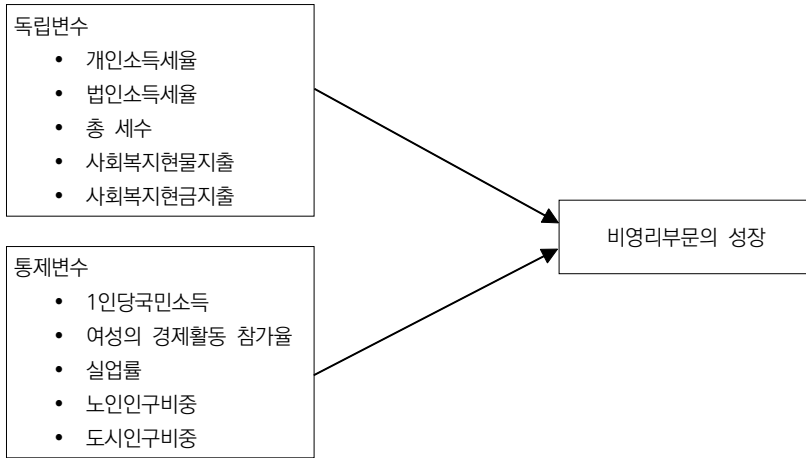 독립변수
• 개인소득세율
• 법인소득세율
• 총 세수
• 사회복지현물지출
• 사회복지현금지출
비영리부문의 성장
통제변수
• 1인당국민소득
• 여성의 경제활동 참가율
• 실업률
• 노인인구비중
• 도시인구비중